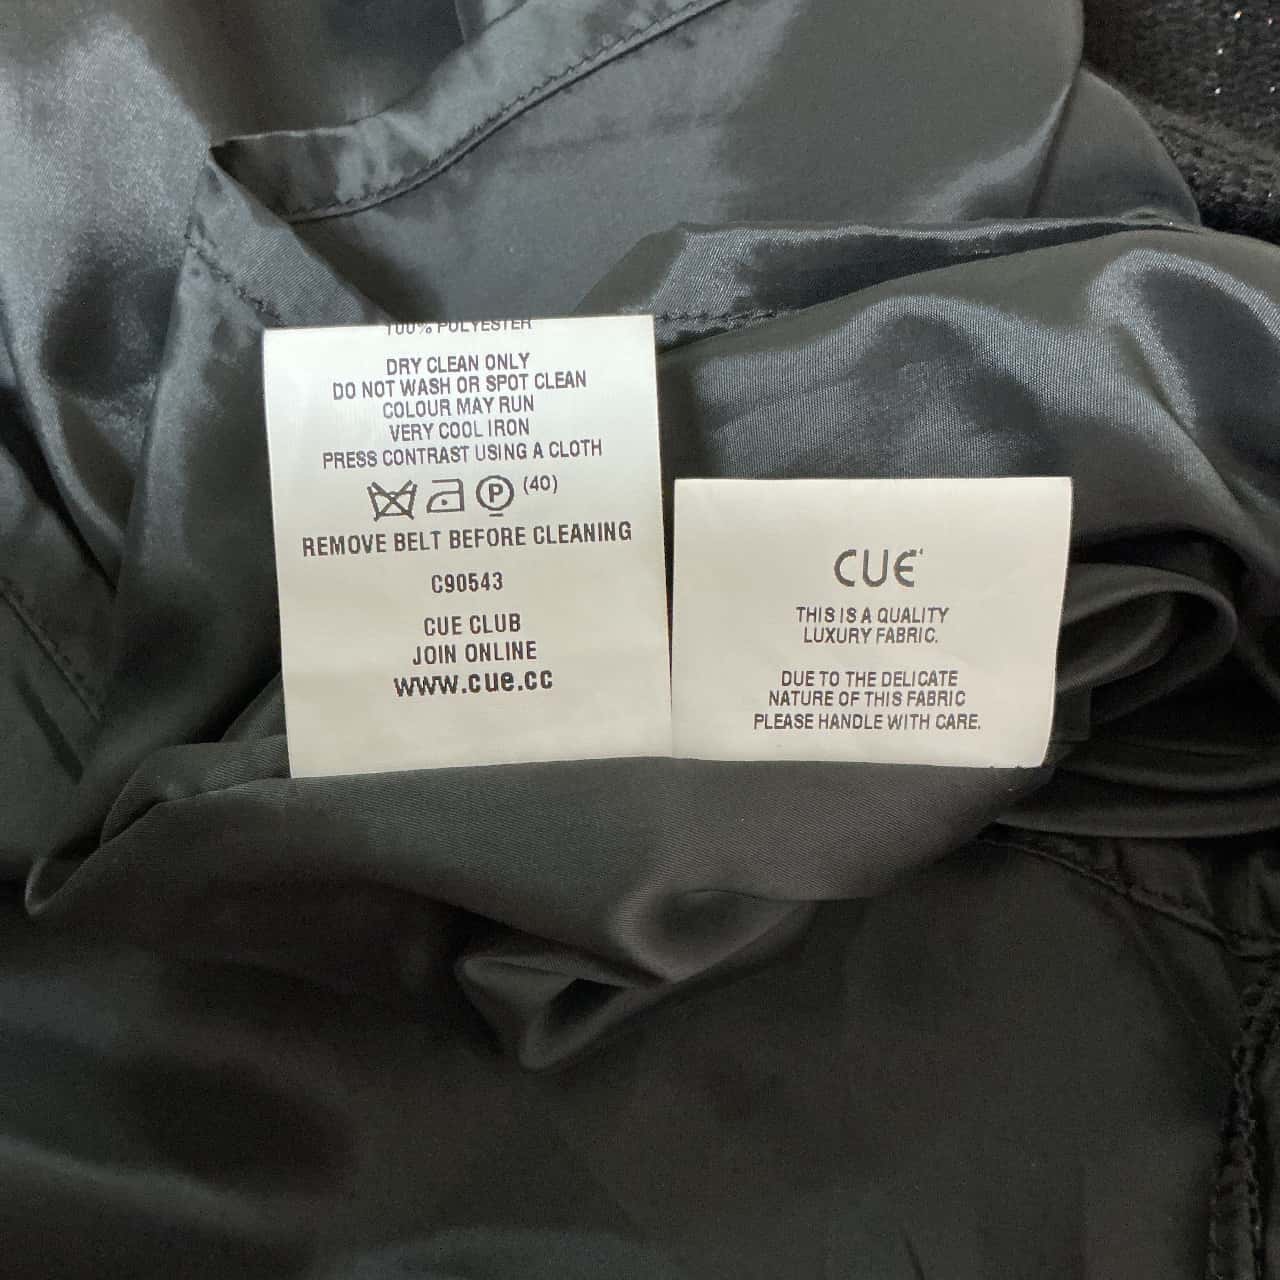 100% POLYESTER
DRY CLEAN ONLY
DO NOT WASH OR SPOT CLEAN
COLOUR MAY RUN
VERY COOL IRON
PRESS CONTRAST USING A CLOTH
P (40)
REMOVE BELT BEFORE CLEANING
C90543
CUE CLUB
JOIN ONLINE
www.cue.cc
CUE
THIS IS A QUALITY
LUXURY FABRIC.
DUE TO THE DELICATE
NATURE OF THIS FABRIC
PLEASE HANDLE WITH CARE.